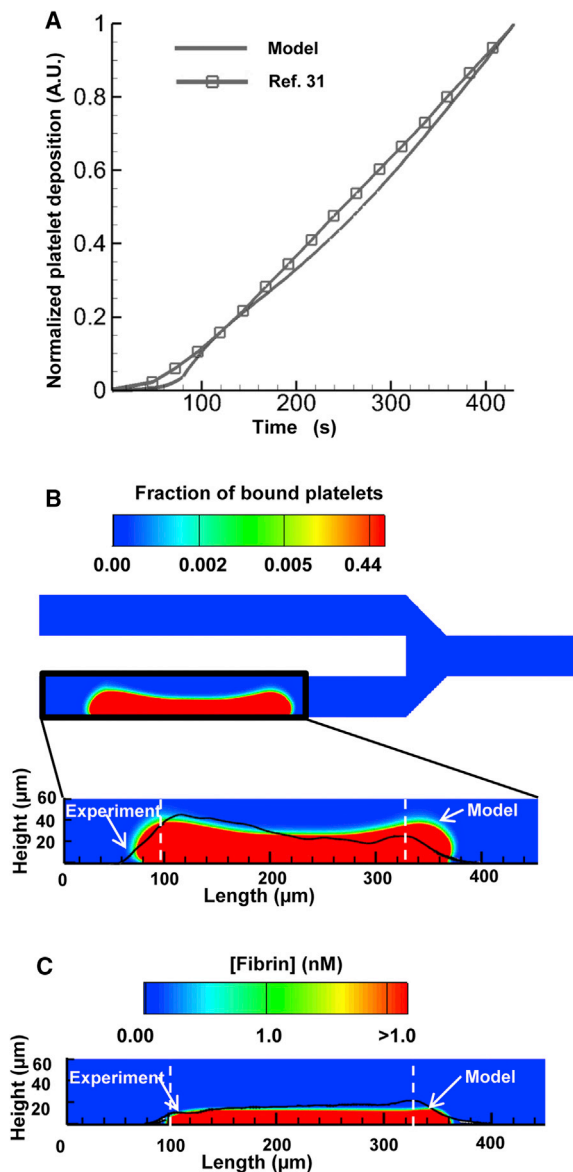 A
Normalized platelet deposition (A.U.)
1
0.8
0.6
0.4
0.2
0
Model
Ref. 31
100 200 300 400
Time (s)
B
Fraction of bound platelets
0.00 0.002 0.005 0.44
Height (µm)
60
40
20
Experiment
Model
0 100 200 300 400
Length (µm)
C
[Fibrin] (nM)
0.00 1.0 >1.0
Height (µm)
60
40
20
Experiment
Model
0 100 200 300 400
Length (µm)